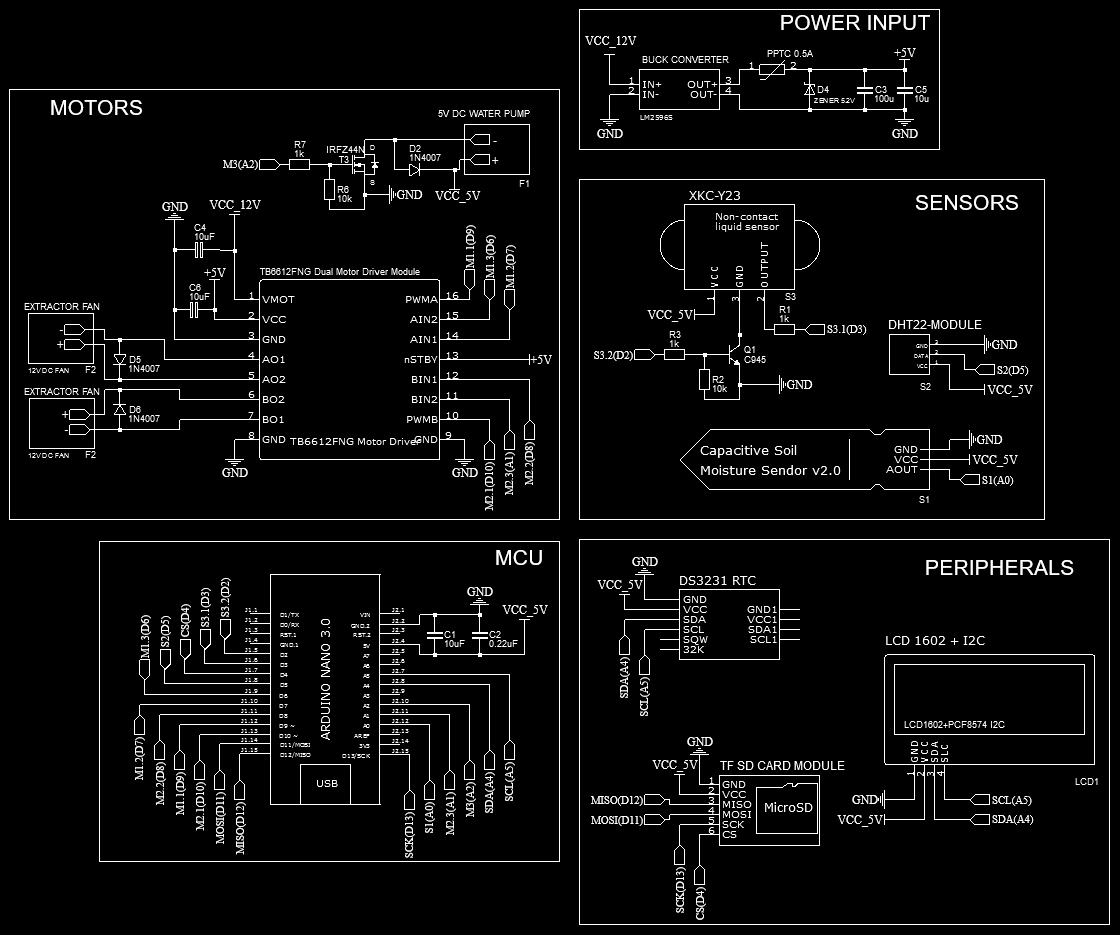 POWER INPUT
VCC_12V
BUCK CONVERTER
PPTC 0.5A
+5V
1 IN+
2 IN-
OUT+ 3
OUT- 4
1 2
LM2596S
D4
ZENER 5.2V
C3
100u
C5
10u
GND
GND
MOTORS
5V DC WATER PUMP
R7
1k
IRFZ44N
T3
D
S
D2
1N4007
-
+
M3(A2)
R6
10k
GND
VCC_5V
F1
GND
VCC_12V
C4
10uF
+5V
C6
10uF
TB6612FNG Dual Motor Driver Module
M1.1(D9)
M1.3(D6)
M1.2(D7)
1 VMOT
2 VCC
3 GND
4 AO1
5 AO2
6 BO2
7 BO1
8 GND
PWMA 16
AIN2 15
AIN1 14
nSTBY 13
+5V
BIN1 12
BIN2 11
PWMB 10
GND 9
TB6612FNG Motor Driver
EXTRACTOR FAN
-
+
12V DC FAN
F2
D5
1N4007
EXTRACTOR FAN
+
-
12V DC FAN
F2
D6
1N4007
GND
GND
M2.1(D10)
M2.3(A1)
M2.2(D8)
SENSORS
XKC-Y23
Non-contact
liquid sensor
VCC
GND
OUTPUT
1 3 2
S3
VCC_5V
R1
1k
S3.1(D3)
S3.2(D2)
R3
1k
Q1
C945
R2
10k
GND
DHT22-MODULE
GND 3
DATA 2
VCC 1
S2
GND
S2(D5)
VCC_5V
Capacitive Soil
Moisture Sendor v2.0
GND
VCC
AOUT
S1
GND
VCC_5V
S1(A0)
MCU
M1.3(D6)
S2(D5)
CS(D4)
S3.1(D3)
S3.2(D2)
J1.1
J1.2
J1.3
J1.4
J1.5
J1.6
J1.7
J1.8
J1.9
J1.10
J1.11
J1.12
J1.13
J1.14
J1.15
D1/TX
D0/RX
RST.1
GND.1
D2
D3
D4
D5
D6
D7
D8
D9 ~
D10 ~
D11/MOSI
D12/MISO
ARDUINO NANO 3.0
USB
VIN
GND.2
RST.2
5V
A7
A6
A5
A4
A3
A2
A1
A0
AREF
3V3
D13/SCK
J2.1
J2.2
J2.3
J2.4
J2.5
J2.6
J2.7
J2.8
J2.9
J2.10
J2.11
J2.12
J2.13
J2.14
J2.15
GND
VCC_5V
C1
10uF
C2
0.22uF
M1.2(D7)
M2.2(D8)
M1.1(D9)
M2.1(D10)
MOSI(D11)
MISO(D12)
SCK(D13)
S1(A0)
M2.3(A1)
M3(A2)
SDA(A4)
SCL(A5)
PERIPHERALS
GND
VCC_5V
DS3231 RTC
GND
VCC
SDA
SCL
SQW
32K
GND1
VCC1
SDA1
SCL1
SDA(A4)
SCL(A5)
LCD 1602 + I2C
LCD1602+PCF8574 I2C
GND
VCC
SDA
SLC
1 2 3 4
LCD1
GND
VCC_5V
SCL(A5)
SDA(A4)
GND
VCC_5V
TF SD CARD MODULE
1 GND
2 VCC
3 MISO
4 MOSI
5 SCK
6 CS
MicroSD
MISO(D12)
MOSI(D11)
SCK(D13)
CS(D4)